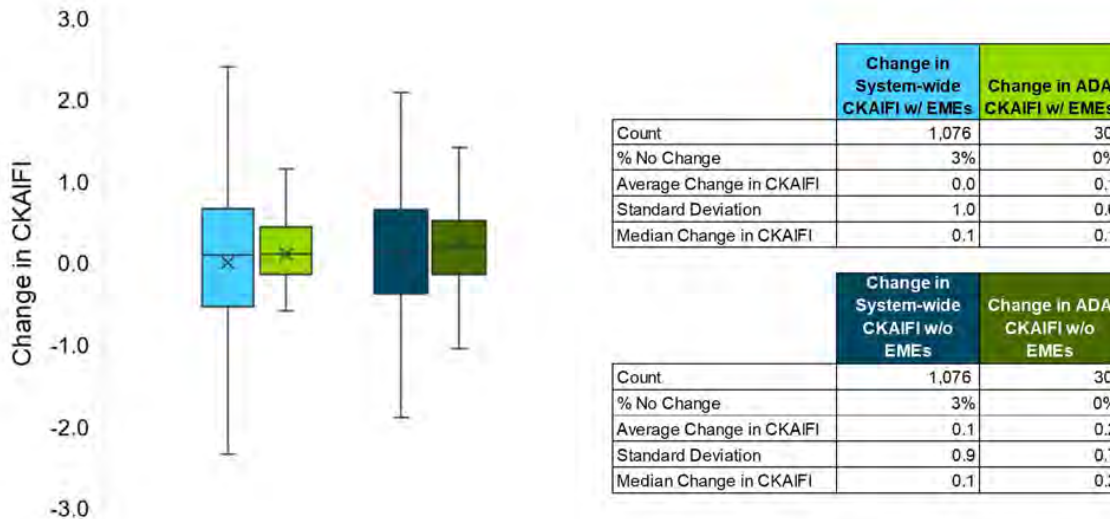 3.0
2.0
1.0
0.0
-1.0
-2.0
-3.0
Change in CKAIFI
Change in
System-wide
CKAIFI w/ EMEs
Change in ADA
CKAIFI w/ EMEs
Count 1,076 30
% No Change 3% 0%
Average Change in CKAIFI 0.0
Standard Deviation 1.0
Median Change in CKAIFI 0.1
Change in
System-wide
CKAIFI w/o
EMEs
Change in ADA
CKAIFI w/o
EMEs
Count 1,076 30
% No Change 3% 0%
Average Change in CKAIFI 0.1
Standard Deviation 0.9
Median Change in CKAIFI 0.1